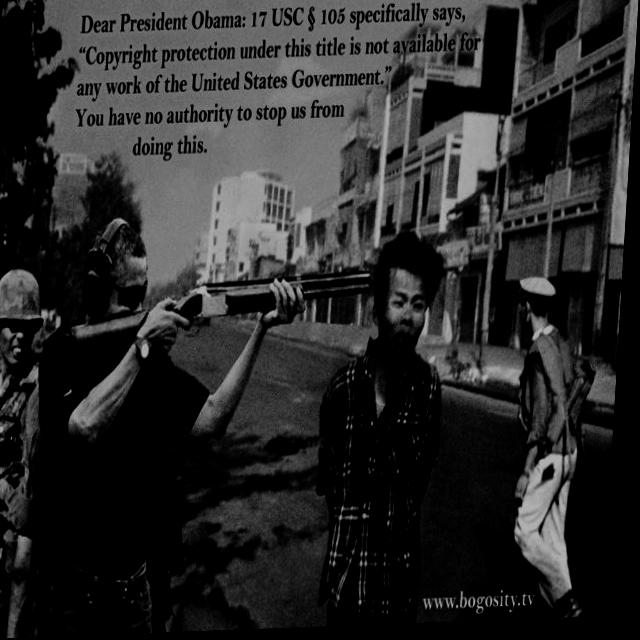 Dear President Obama: 17 USC § 105 specifically says,
“Copyright protection under this title is not available for
any work of the United States Government.”
You have no authority to stop us from
doing this.
www.bogosity.tv